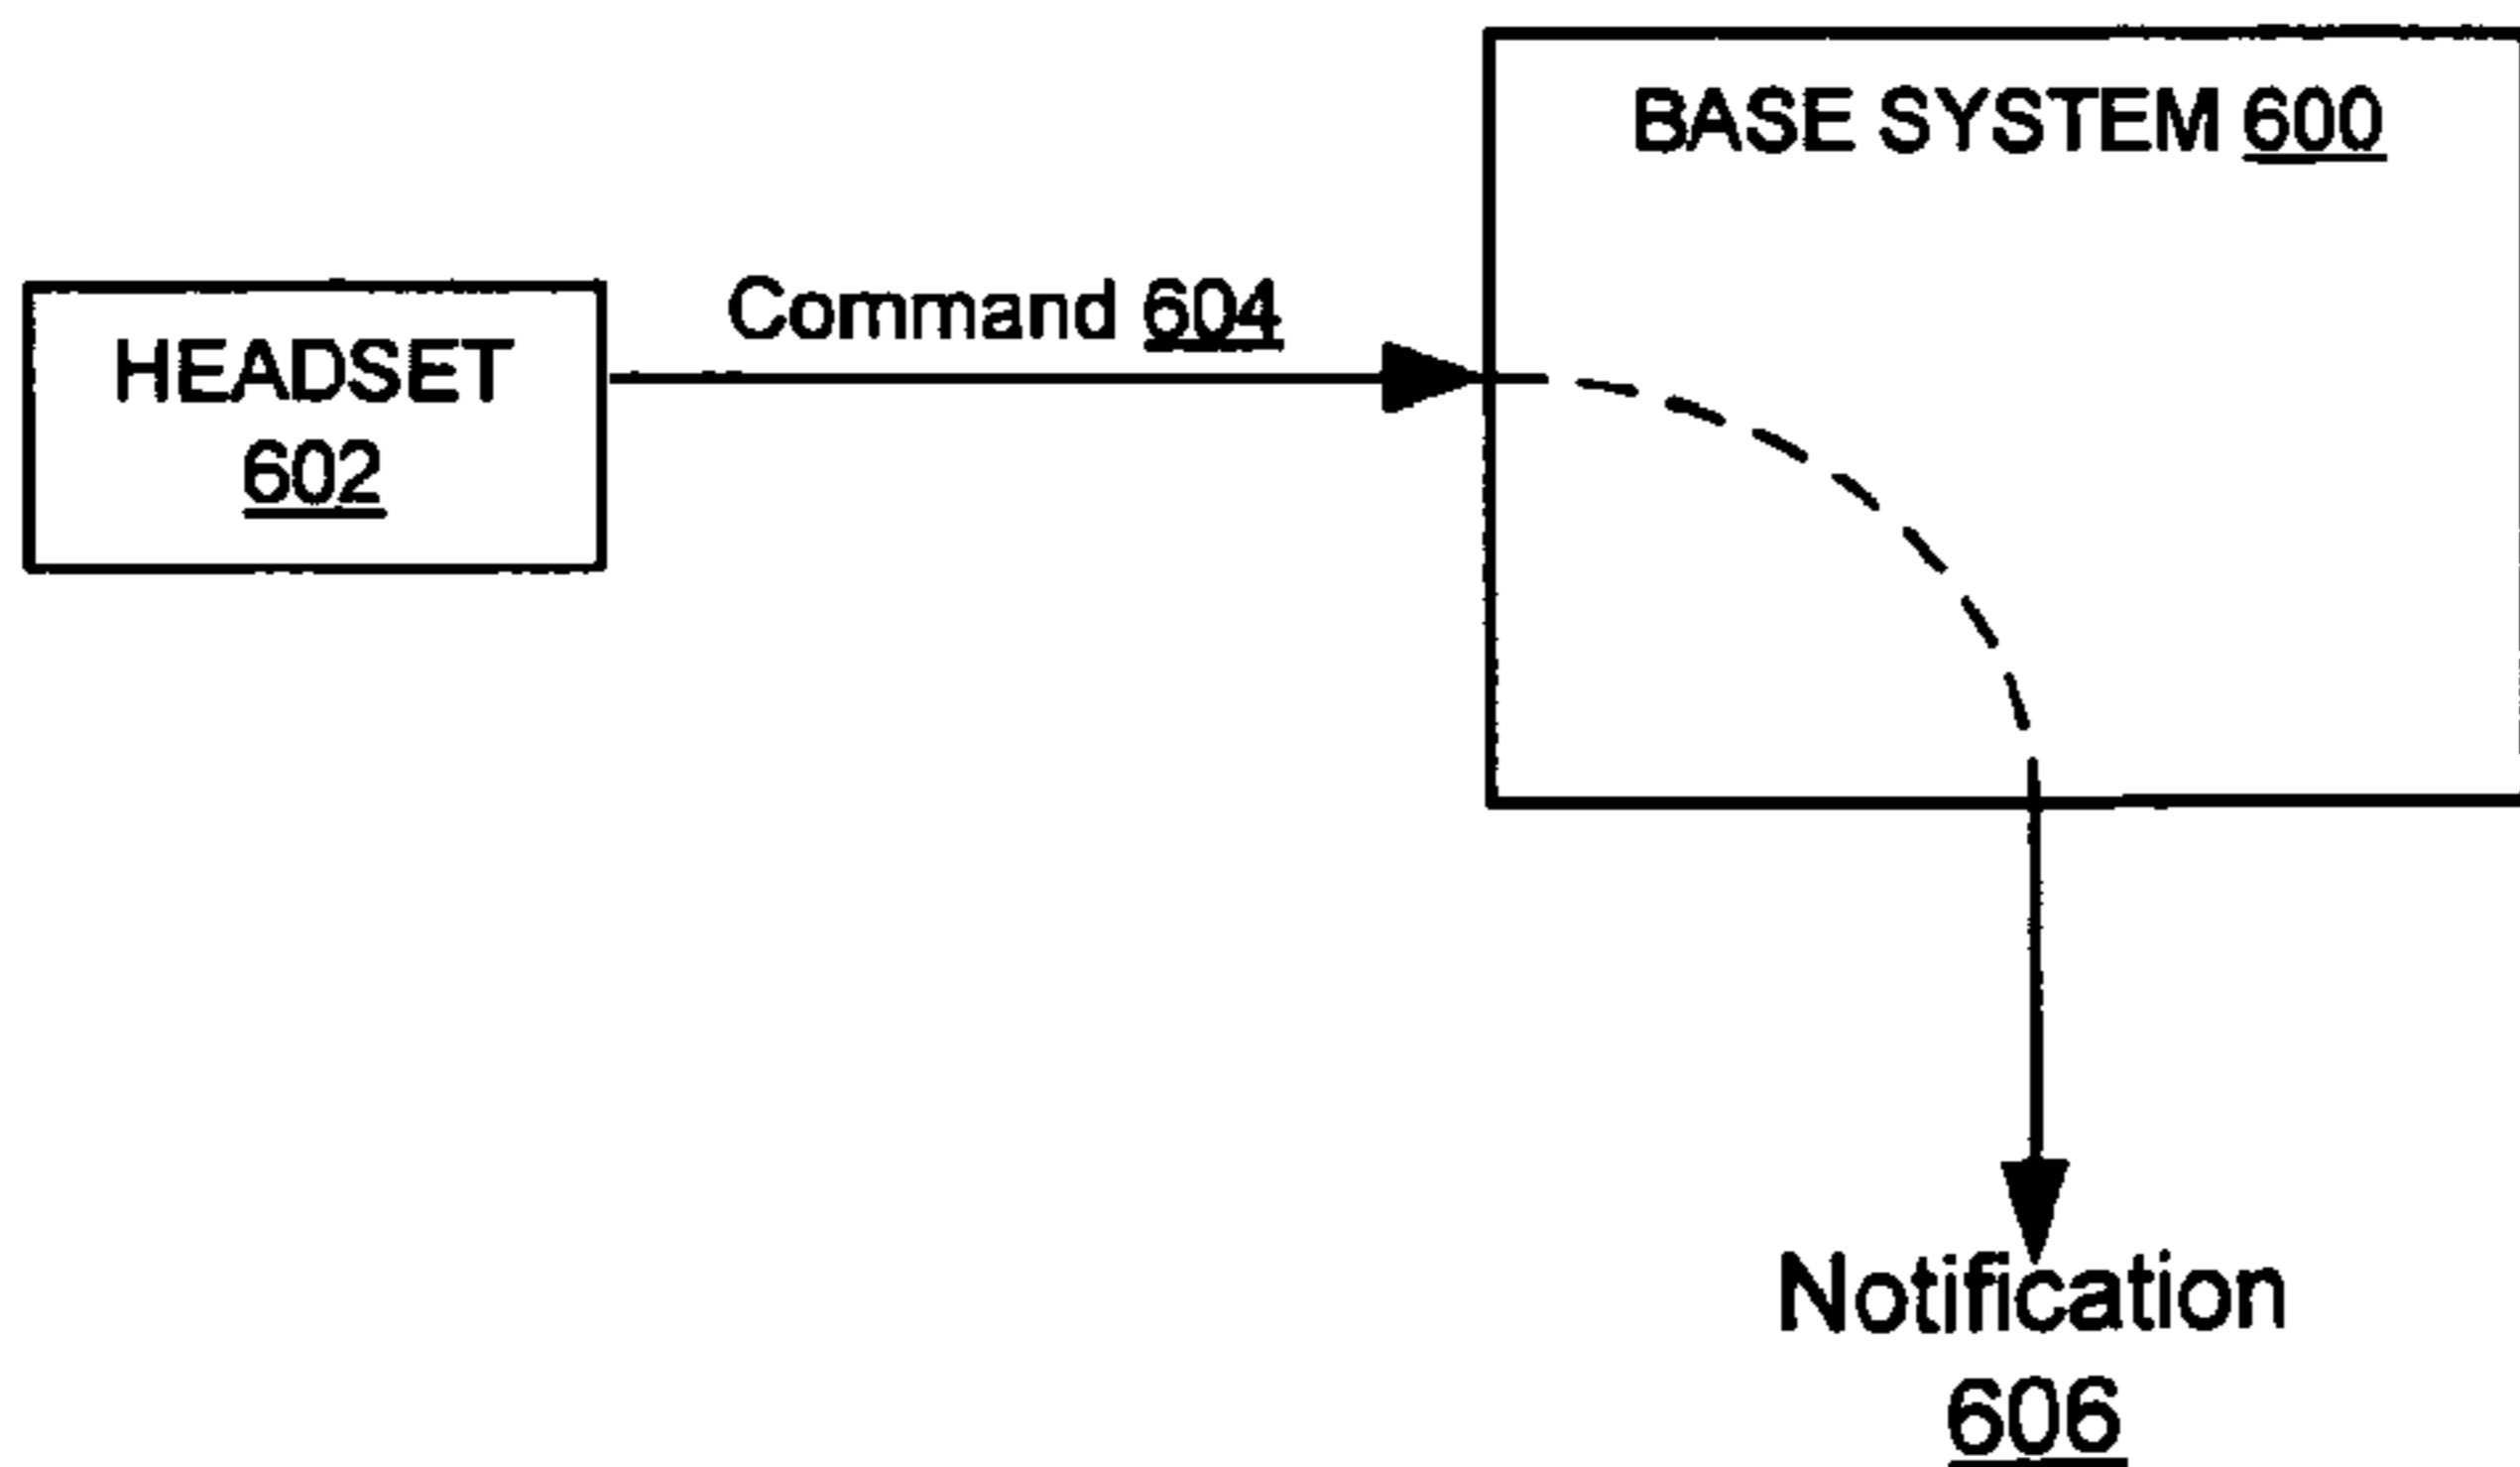 BASE SYSTEM 600
Command 604
HEADSET
602
Notification
606